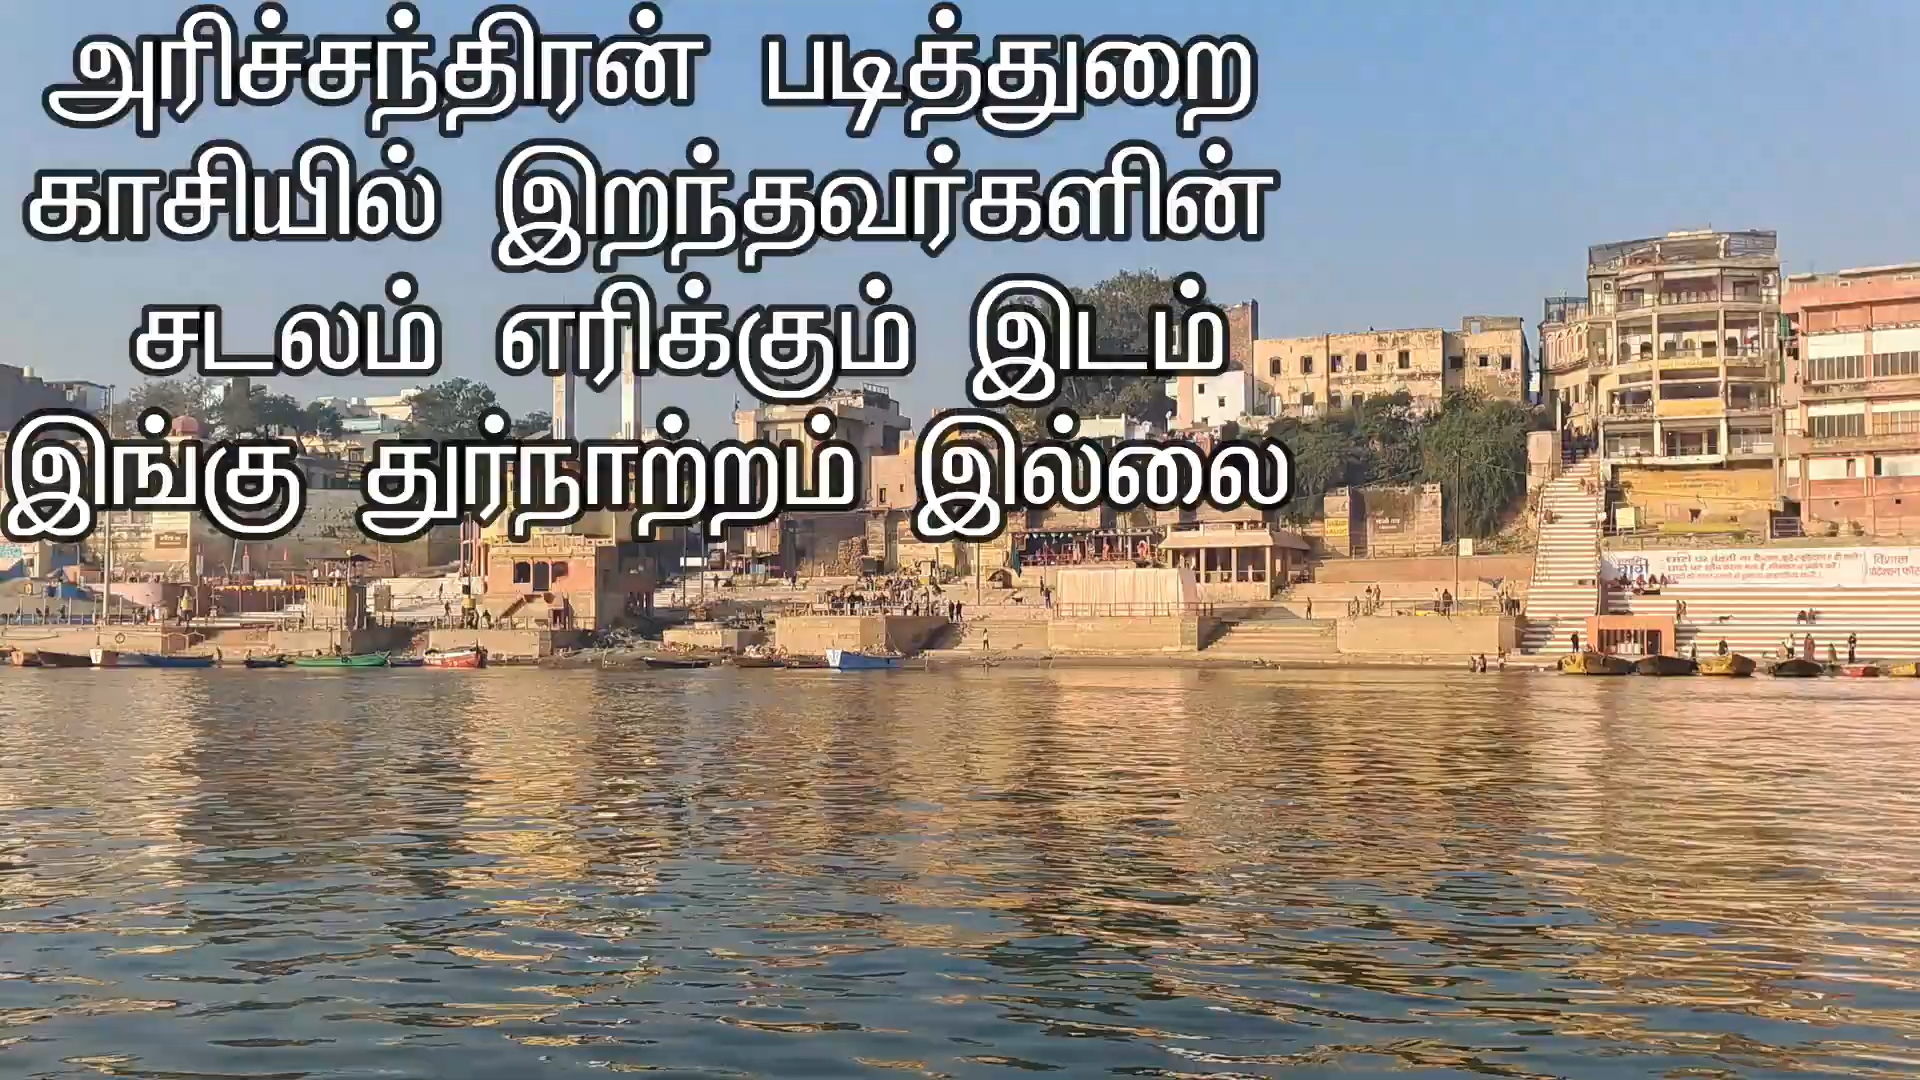 அரிச்சந்திரன் படித்துறை
காசியில் இறந்தவர்களின்
சடலம் எரிக்கும் இடம்
இங்கு துர்நாற்றம் இல்லை